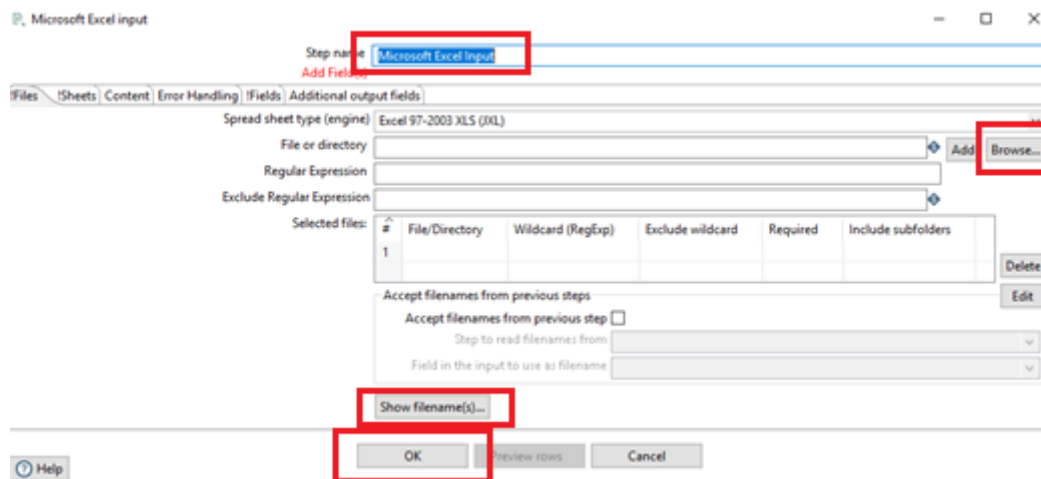 Microsoft Excel input
Step name Microsoft Excel Input
Add Field(s)
!Files !Sheets Content Error Handling !Fields Additional output fields
Spread sheet type (engine) Excel 97-2003 XLS (JXL)
File or directory Add Browse...
Regular Expression
Exclude Regular Expression
Selected files: # File/Directory Wildcard (RegExp) Exclude wildcard Required Include subfolders
1
Delete
Accept filenames from previous steps Edit
Accept filenames from previous step
Step to read filenames from
Field in the input to use as filename
Show filename(s)...
OK Preview rows Cancel
Help